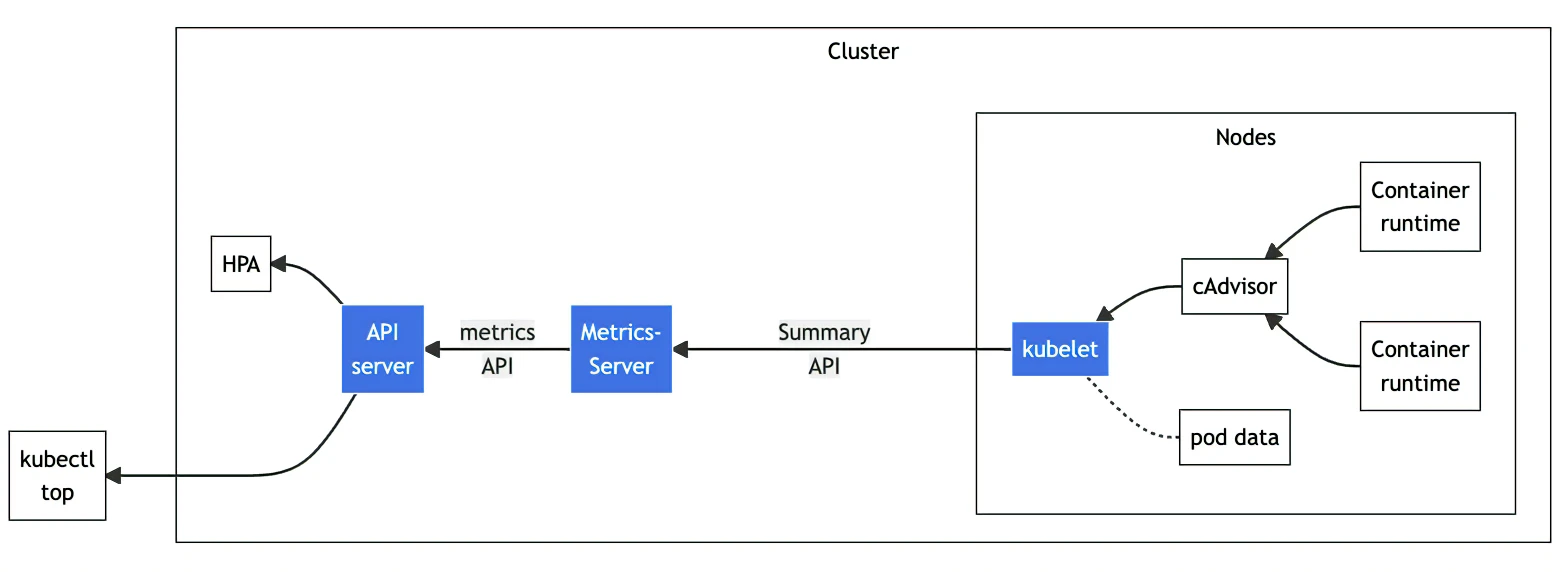 Cluster
Nodes
Container
runtime
HPA
cAdvisor
API
server
metrics
API
Metrics-
Server
Summary
API
kubelet
Container
runtime
pod data
kubectl
top